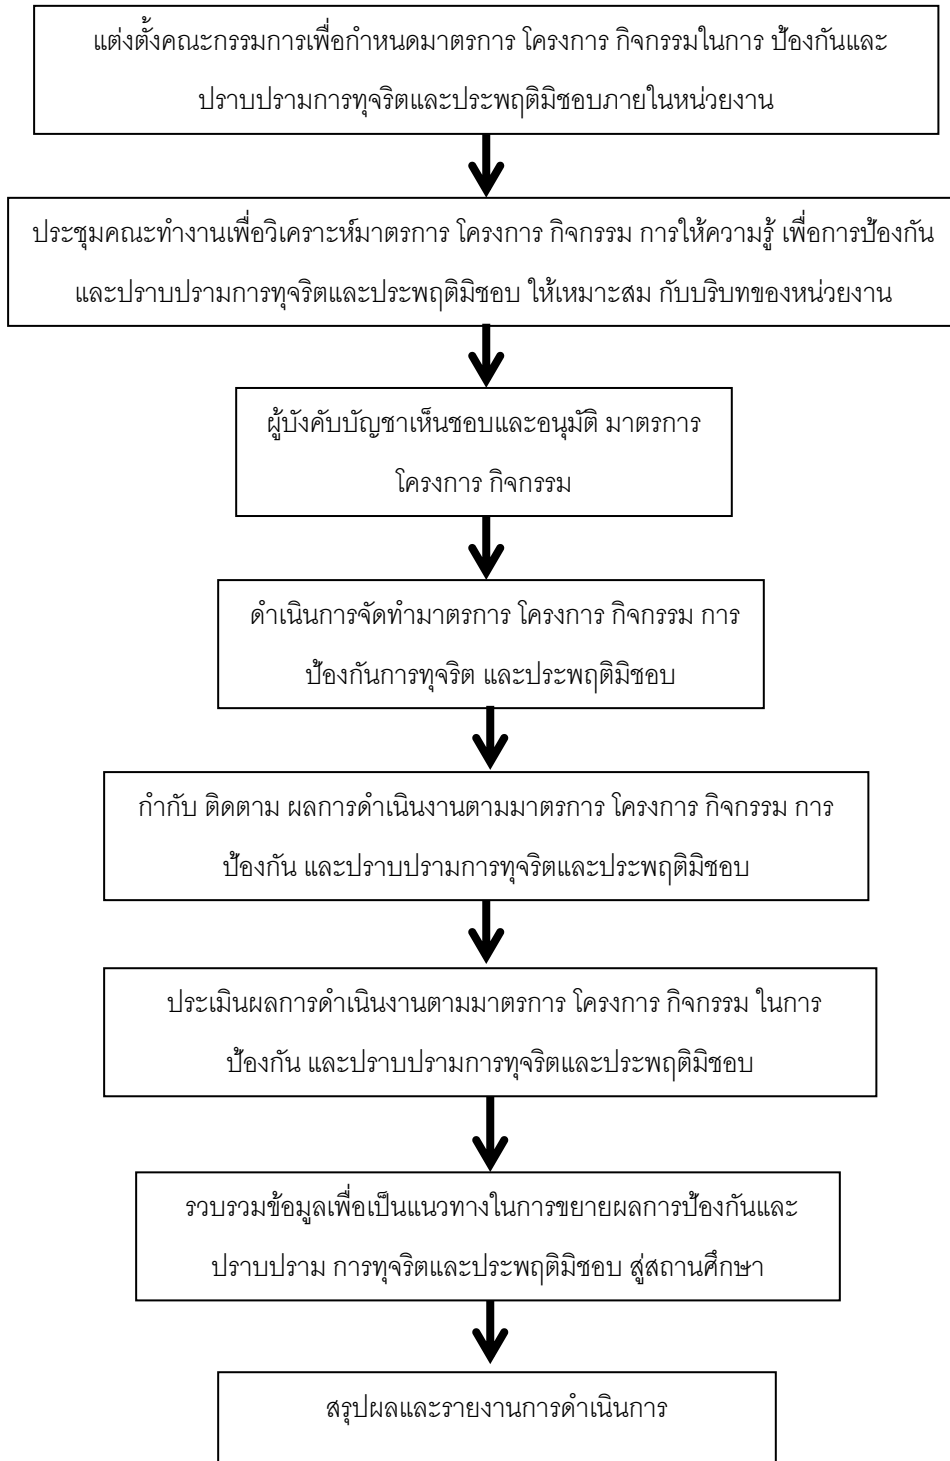 แต่งตั้งคณะกรรมการเพื่อกำหนดมาตรการ โครงการ กิจกรรมในการ ป้องกันและ
ปราบปรามการทุจริตและประพฤติมิชอบภายในหน่วยงาน
ประชุมคณะทำงานเพื่อวิเคราะห์มาตรการ โครงการ กิจกรรม การให้ความรู้ เพื่อการป้องกัน
และปราบปรามการทุจริตและประพฤติมิชอบ ให้เหมาะสม กับบริบทของหน่วยงาน
ผู้บังคับบัญชาเห็นชอบและอนุมัติ มาตรการ
โครงการ กิจกรรม
ดำเนินการจัดทำมาตรการ โครงการ กิจกรรม การ
ป้องกันการทุจริต และประพฤติมิชอบ
กำกับ ติดตาม ผลการดำเนินงานตามมาตรการ โครงการ กิจกรรม การ
ป้องกัน และปราบปรามการทุจริตและประพฤติมิชอบ
ประเมินผลการดำเนินงานตามมาตรการ โครงการ กิจกรรม ในการ
ป้องกัน และปราบปรามการทุจริตและประพฤติมิชอบ
รวบรวมข้อมูลเพื่อเป็นแนวทางในการขยายผลการป้องกันและ
ปราบปราม การทุจริตและประพฤติมิชอบ สู่สถานศึกษา
สรุปผลและรายงานการดำเนินการ